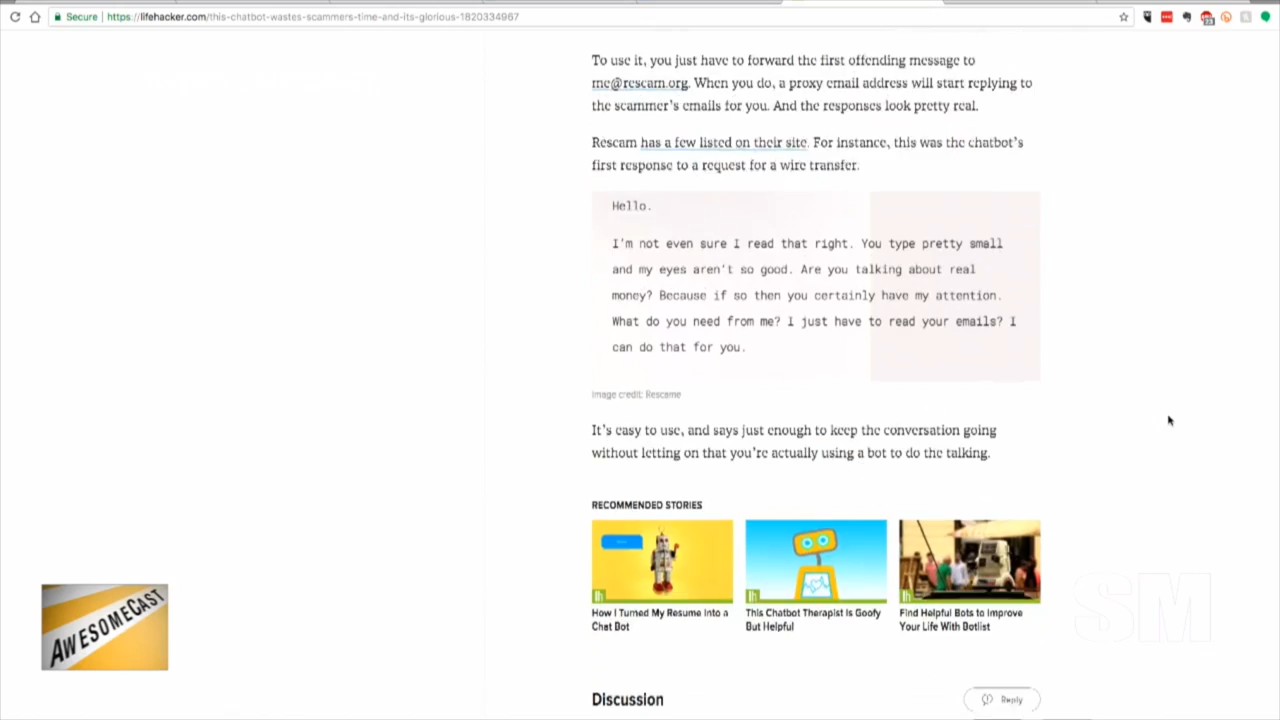 Secure https://lifehacker.com/this-chatbot-wastes-scammers-time-and-its-glorious-1820334967
To use it, you just have to forward the first offending message to
me@rescam.org. When you do, a proxy email address will start replying to
the scammer's emails for you. And the responses look pretty real.
Rescam has a few listed on their site. For instance, this was the chatbot's
first response to a request for a wire transfer.
Hello.
I'm not even sure I read that right. You type pretty small
and my eyes aren't so good. Are you talking about real
money? Because if so then you certainly have my attention.
What do you need from me? I just have to read your emails? I
can do that for you.
Image credit: Rescame
It's easy to use, and says just enough to keep the conversation going
without letting on that you're actually using a bot to do the talking.
RECOMMENDED STORIES
How I Turned My Resume Into a
Chat Bot
This Chatbot Therapist Is Goofy
But Helpful
Find Helpful Bots to Improve
Your Life With Botlist
AWESOMECAST
SM
Discussion
Reply